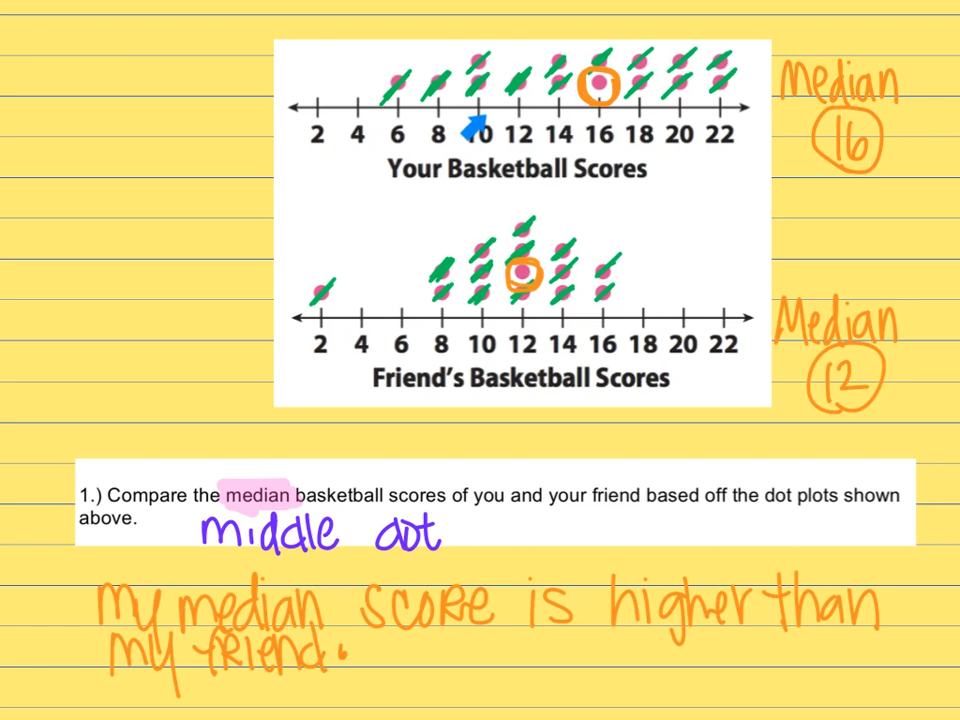 Median
16
2 4 6 8 10 12 14 16 18 20 22
Your Basketball Scores
Median
12
2 4 6 8 10 12 14 16 18 20 22
Friend's Basketball Scores
1.) Compare the median basketball scores of you and your friend based off the dot plots shown
above.
middle dot
My median score is higher than
my friend.